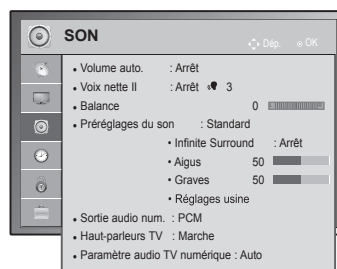 SON
Dép. OK
• Volume auto. : Arrêt
• Voix nette II : Arrêt 3
• Balance 0
• Préréglages du son : Standard
• Infinite Surround : Arrêt
• Aigus 50
• Graves 50
• Réglages usine
• Sortie audio num. : PCM
• Haut-parleurs TV : Marche
• Paramètre audio TV numérique : Auto